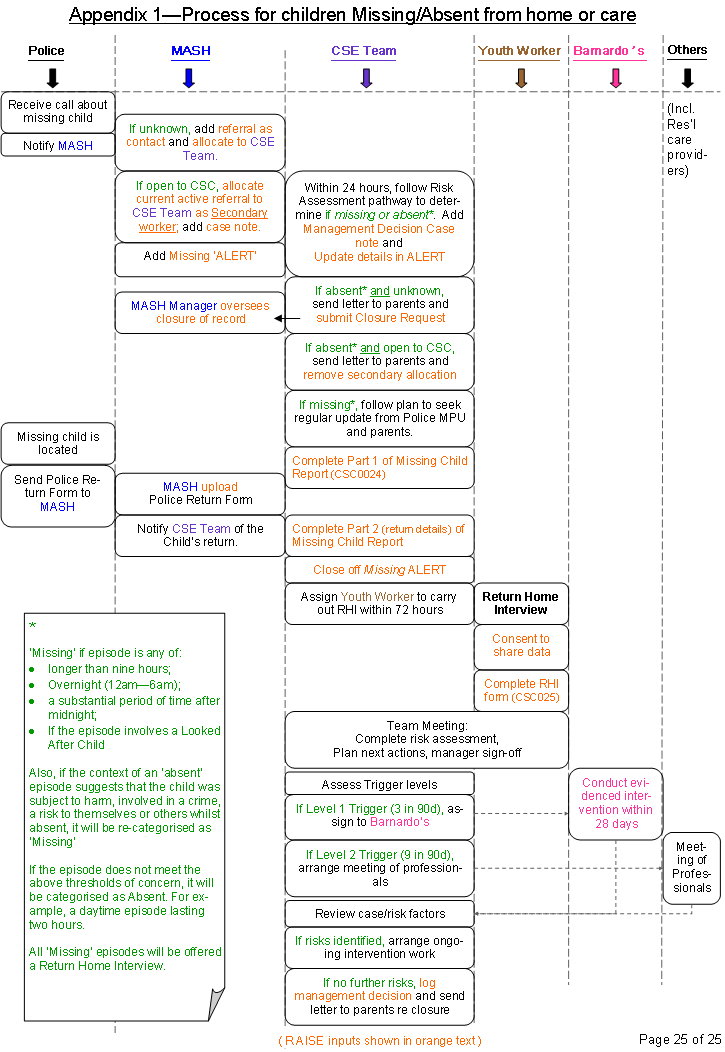 Appendix 1—Process for children Missing/Absent from home or care
Police
MASH
CSE Team
Youth Worker
Barnardo's
Others
Receive call about
missing child
Notify MASH
If unknown, add referral as
contact and allocate to CSE
Team.
If open to CSC, allocate
current active referral to
CSE Team as Secondary
worker; add case note.
Add Missing 'ALERT'
Within 24 hours, follow Risk
Assessment pathway to deter-
mine if missing or absent*. Add
Management Decision Case
note and
Update details in ALERT
(Incl.
Res'l
care
provid-
ers)
If absent* and unknown,
send letter to parents and
submit Closure Request
MASH Manager oversees
closure of record
If absent* and open to CSC,
send letter to parents and
remove secondary allocation
If missing*, follow plan to seek
regular update from Police MPU
and parents.
Missing child is
located
Complete Part 1 of Missing Child
Report (CSC0024)
Send Police Re-
turn Form to
MASH
MASH upload
Police Return Form
Notify CSE Team of the
Child's return.
Complete Part 2 (return details) of
Missing Child Report
Close off Missing ALERT
Assign Youth Worker to carry
out RHI within 72 hours
Return Home
Interview
Consent to
share data
Complete RHI
form (CSC025)
Team Meeting:
Complete risk assessment,
Plan next actions, manager sign-off
Assess Trigger levels
If Level 1 Trigger (3 in 90d), as-
sign to Barnardo's
Conduct evi-
denced inter-
vention within
28 days
If Level 2 Trigger (9 in 90d),
arrange meeting of profession-
als
Meet-
ing of
Profes-
sionals
Review case/risk factors
If risks identified, arrange ongo-
ing intervention work
If no further risks, log
management decision and send
letter to parents re closure
*
'Missing' if episode is any of:
● longer than nine hours;
● Overnight (12am—6am);
● a substantial period of time after
midnight;
● If the episode involves a Looked
After Child
Also, if the context of an 'absent'
episode suggests that the child was
subject to harm, involved in a crime,
a risk to themselves or others whilst
absent, it will be re-categorised as
'Missing'
If the episode does not meet the
above thresholds of concern, it will
be categorised as Absent. For ex-
ample, a daytime episode lasting
two hours.
All 'Missing' episodes will be offered
a Return Home Interview.
( RAISE inputs shown in orange text )
Page 25 of 25